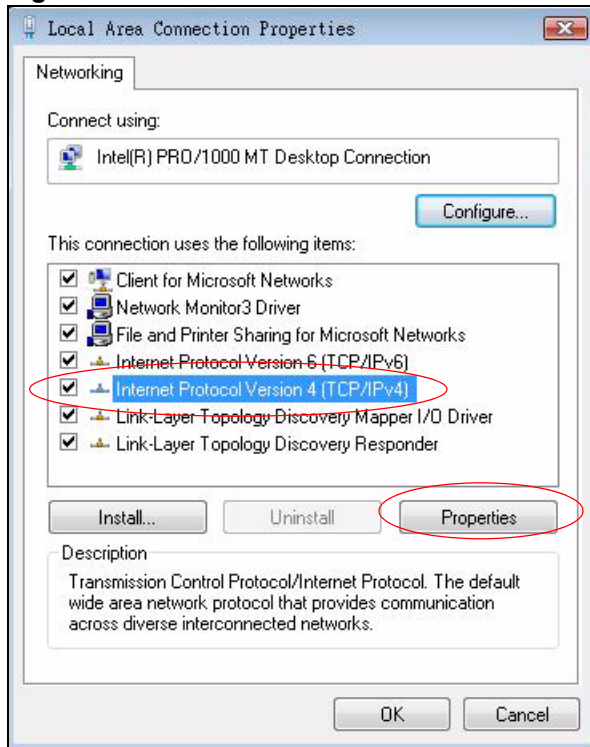 Local Area Connection Properties
Networking
Connect using:
Intel(R) PRO/1000 MT Desktop Connection
Configure...
This connection uses the following items:
Client for Microsoft Networks
Network Monitor3 Driver
File and Printer Sharing for Microsoft Networks
Internet Protocol Version 6 (TCP/IPv6)
Internet Protocol Version 4 (TCP/IPv4)
Link-Layer Topology Discovery Mapper I/O Driver
Link-Layer Topology Discovery Responder
Install...
Uninstall
Properties
Description
Transmission Control Protocol/Internet Protocol. The default
wide area network protocol that provides communication
across diverse interconnected networks.
OK
Cancel